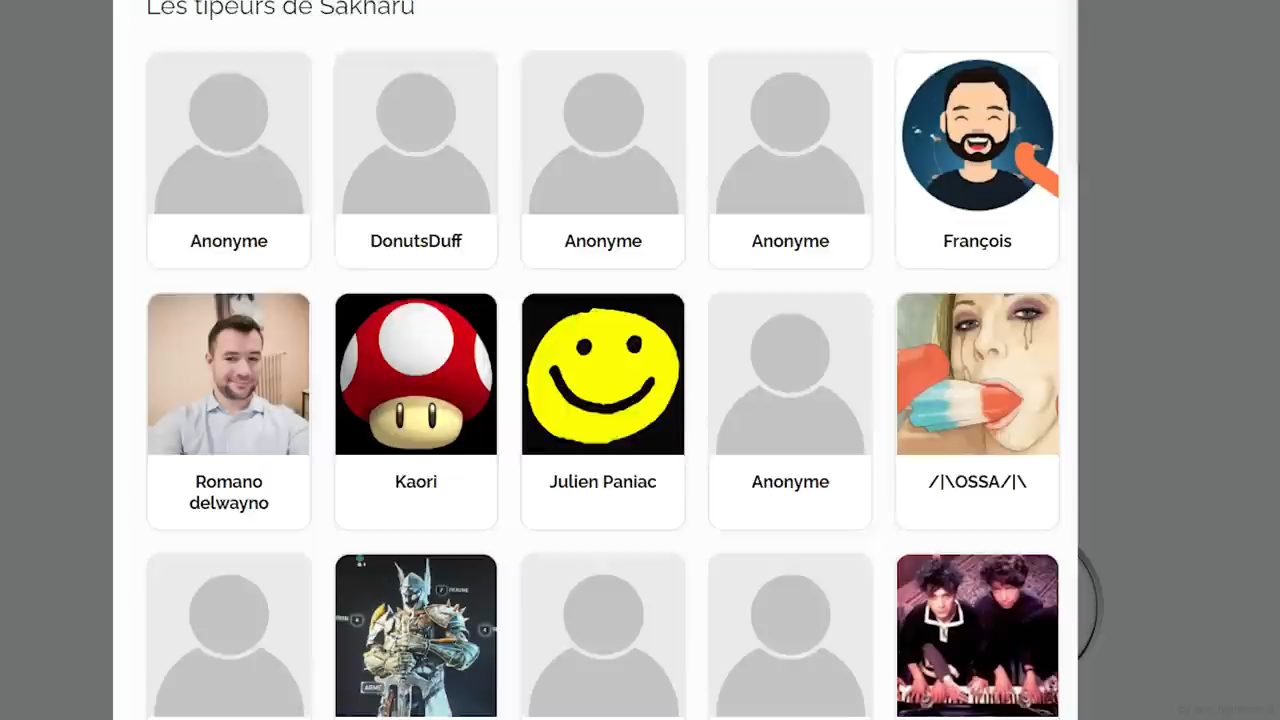 Les tipeurs de Sakharu
Anonyme
DonutsDuff
Anonyme
Anonyme
François
Romano
delwayno
Kaori
Julien Paniac
Anonyme
/|\OSSA/|\